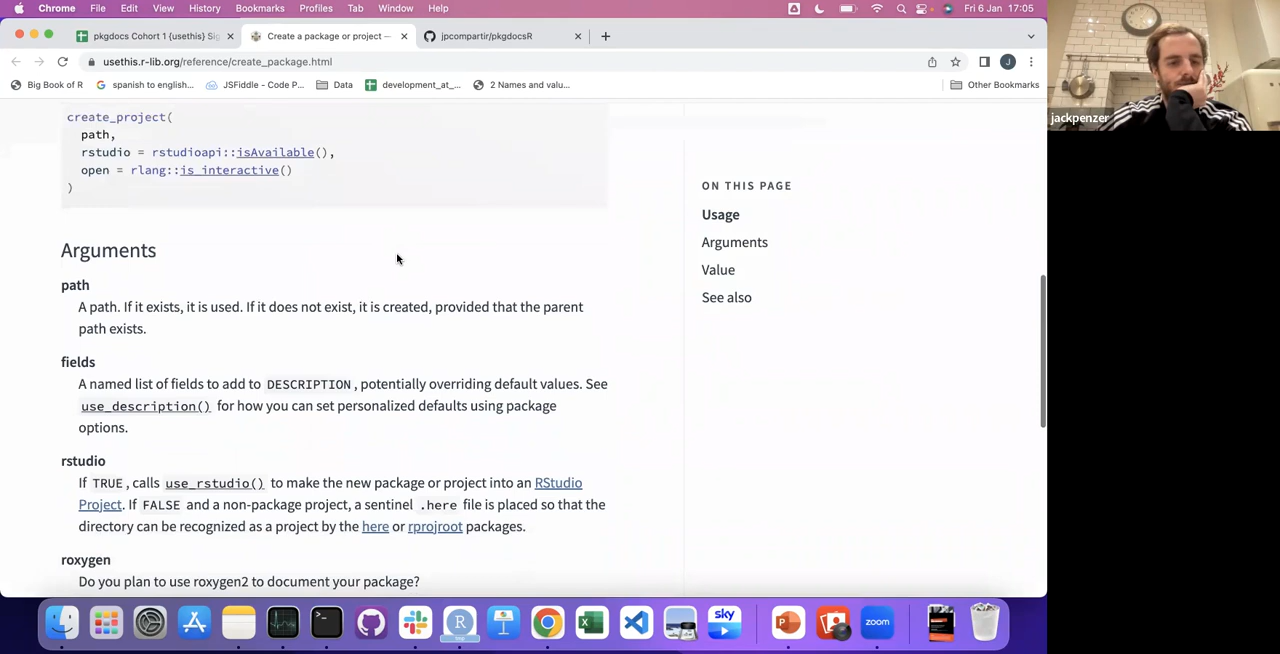 Chrome File Edit View History Bookmarks Profiles Tab Window Help Fri 6 Jan 17:05
pkgdocs Cohort 1 {usethis} Sig
Create a package or project —
jpcompartir/pkgdocsR
usethis.r-lib.org/reference/create_package.html
J
Big Book of R
spanish to english...
JSFiddle - Code P...
Data
development_at_...
2 Names and valu...
Other Bookmarks
jackpenzer
create_project(
path,
rstudio = rstudioapi::isAvailable(),
open = rlang::is_interactive()
)
Arguments
path
A path. If it exists, it is used. If it does not exist, it is created, provided that the parent
path exists.
fields
A named list of fields to add to DESCRIPTION, potentially overriding default values. See
use_description() for how you can set personalized defaults using package
options.
rstudio
If TRUE, calls use_rstudio() to make the new package or project into an RStudio
Project. If FALSE and a non-package project, a sentinel .here file is placed so that the
directory can be recognized as a project by the here or rprojroot packages.
roxygen
Do you plan to use roxygen2 to document your package?
ON THIS PAGE
Usage
Arguments
Value
See also
R
sky
P
zoom